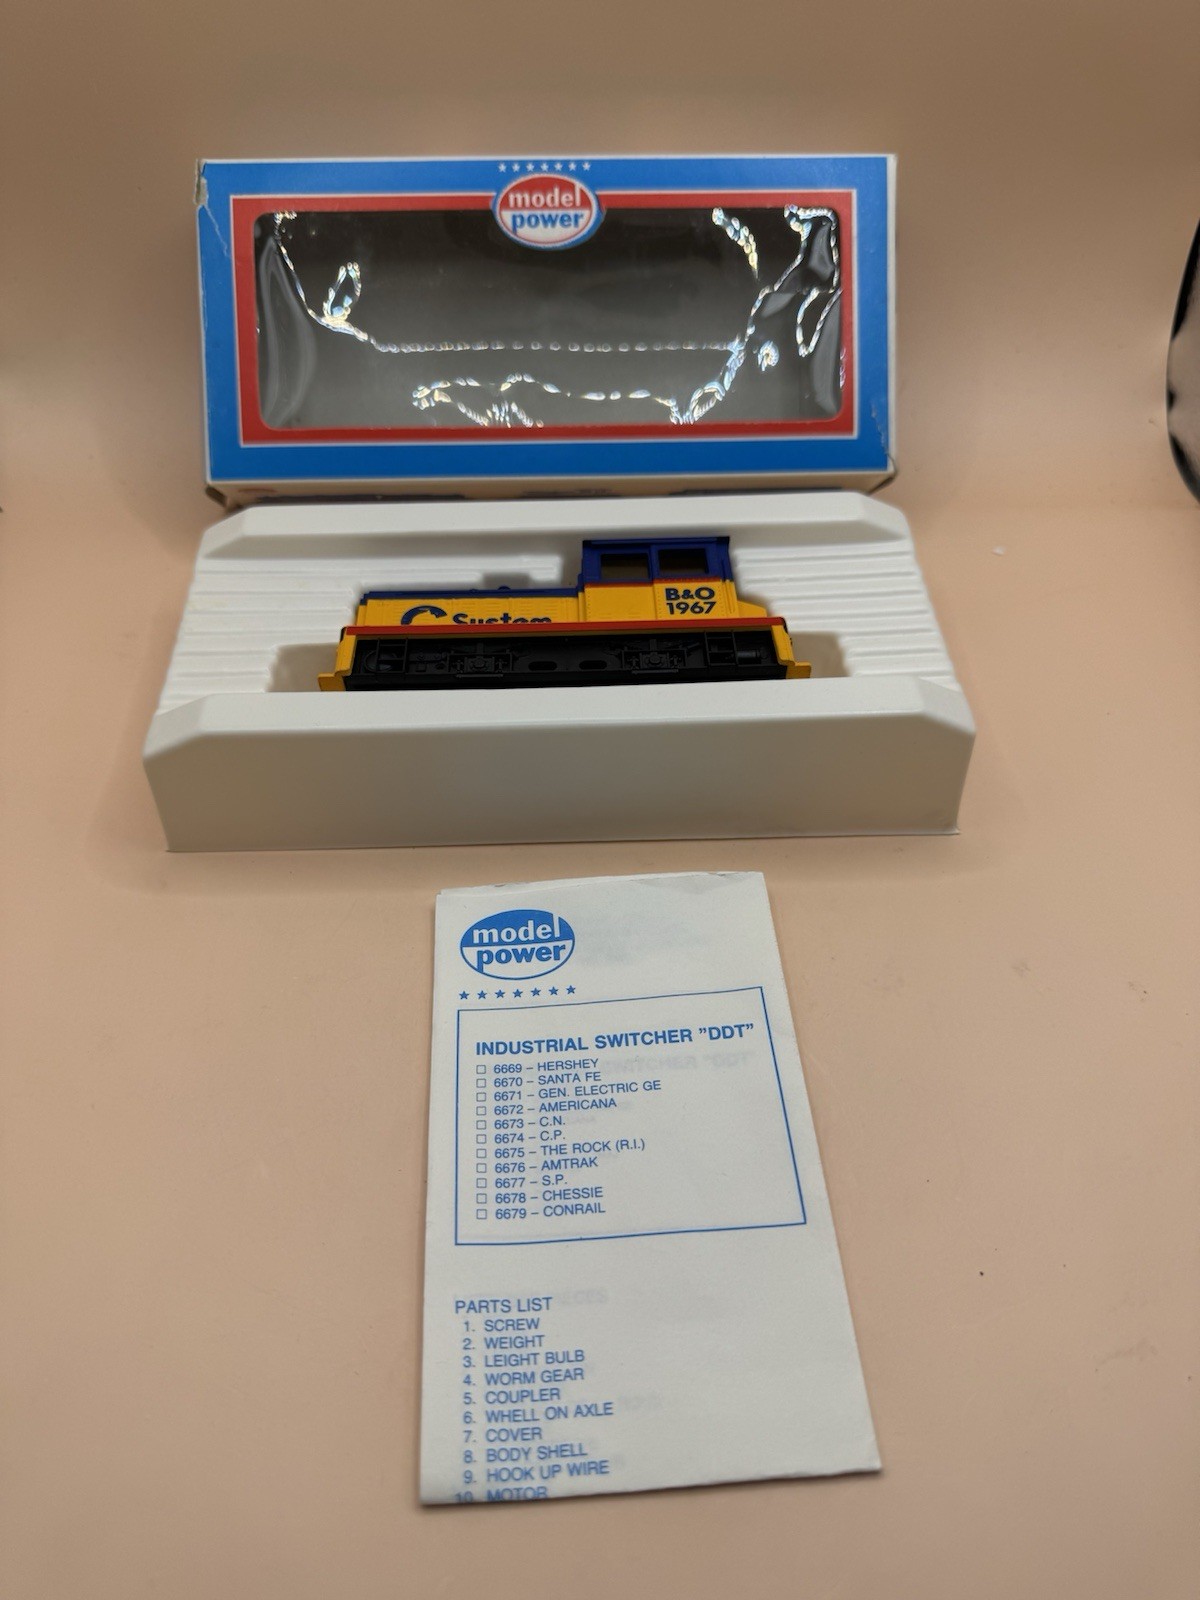 ★★★★★★★
model
power
B&O
1967
System
model
power
★★★★★★★
INDUSTRIAL SWITCHER "DDT"
☐ 6669 – HERSHEY
☐ 6670 – SANTA FE
☐ 6671 – GEN. ELECTRIC GE
☐ 6672 – AMERICANA
☐ 6673 – C.N.
☐ 6674 – C.P.
☐ 6675 – THE ROCK (R.I.)
☐ 6676 – AMTRAK
☐ 6677 – S.P.
☐ 6678 – CHESSIE
☐ 6679 – CONRAIL
PARTS LIST
1. SCREW
2. WEIGHT
3. LEIGHT BULB
4. WORM GEAR
5. COUPLER
6. WHELL ON AXLE
7. COVER
8. BODY SHELL
9. HOOK UP WIRE
10. MOTOR